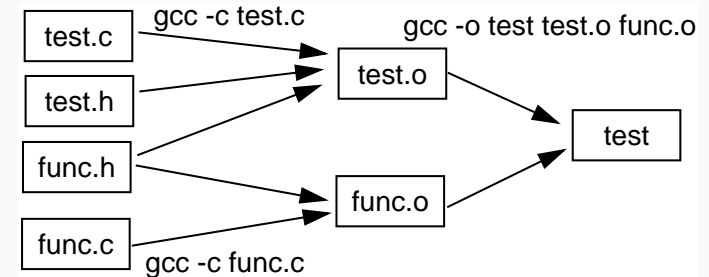 gcc -c test.c
gcc -o test test.o func.o
test.c
test.o
test.h
test
func.h
func.o
func.c
gcc -c func.c